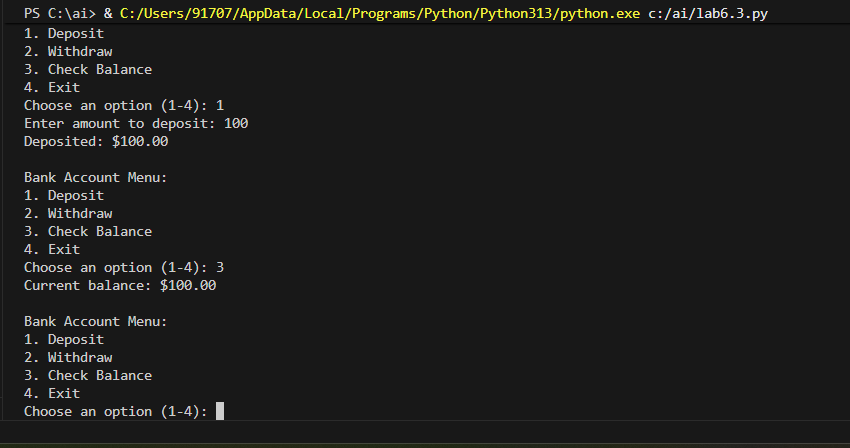 PS C:\ai> & C:/Users/91707/AppData/Local/Programs/Python/Python313/python.exe c:/ai/lab6.3.py
1. Deposit
2. Withdraw
3. Check Balance
4. Exit
Choose an option (1-4): 1
Enter amount to deposit: 100
Deposited: $100.00

Bank Account Menu:
1. Deposit
2. Withdraw
3. Check Balance
4. Exit
Choose an option (1-4): 3
Current balance: $100.00

Bank Account Menu:
1. Deposit
2. Withdraw
3. Check Balance
4. Exit
Choose an option (1-4):